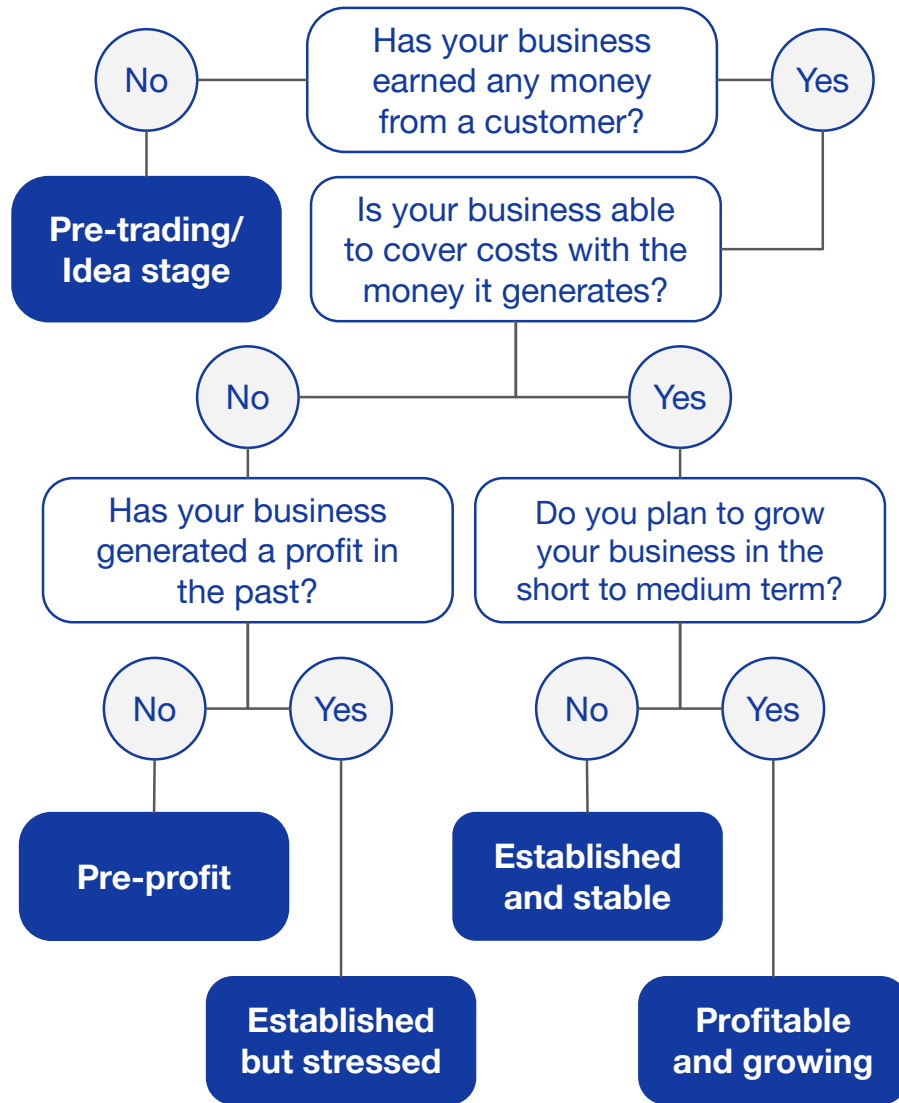 Has your business
earned any money
from a customer?
No
Yes
Pre-trading/
Idea stage
Is your business able
to cover costs with the
money it generates?
No
Yes
Has your business
generated a profit in
the past?
Do you plan to grow
your business in the
short to medium term?
No
Yes
No
Yes
Pre-profit
Established
and stable
Established
but stressed
Profitable
and growing